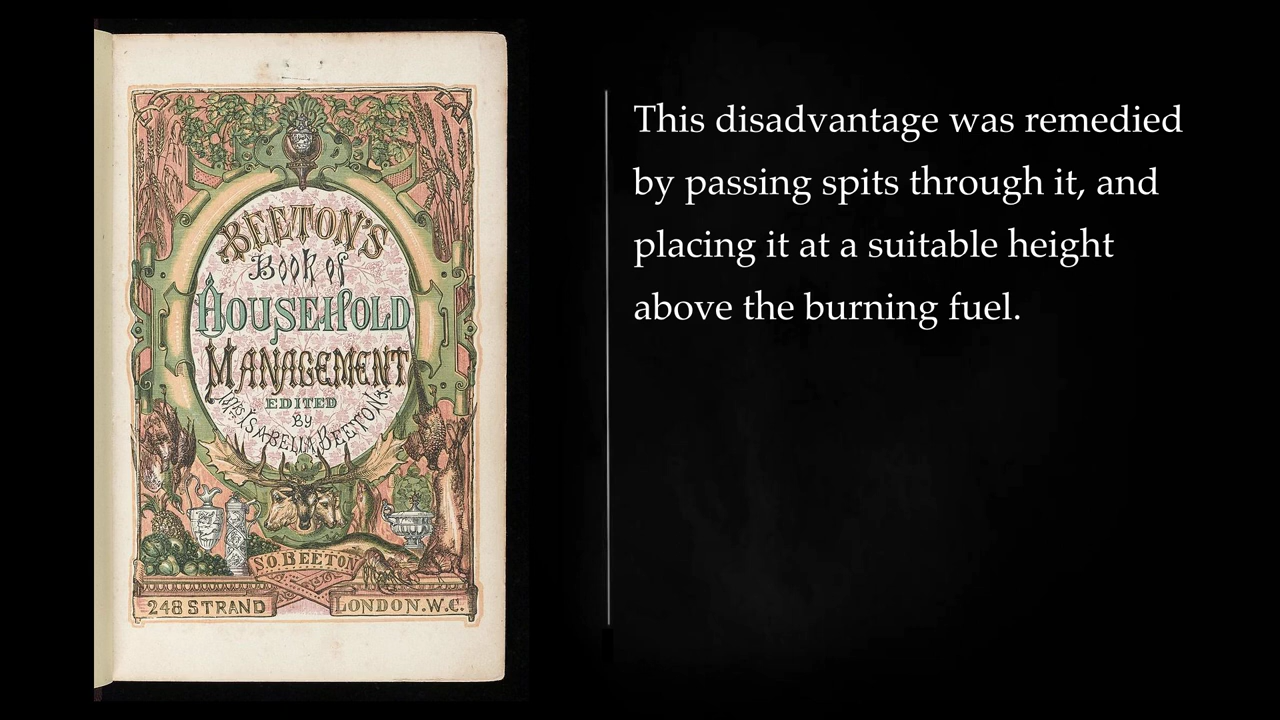 BEETON'S
Book of
HOUSEHOLD
MANAGEMENT
EDITED
BY
MRS ISABELLA BEETON
S.O. BEETON
248 STRAND
LONDON. W.C.
This disadvantage was remedied
by passing spits through it, and
placing it at a suitable height
above the burning fuel.